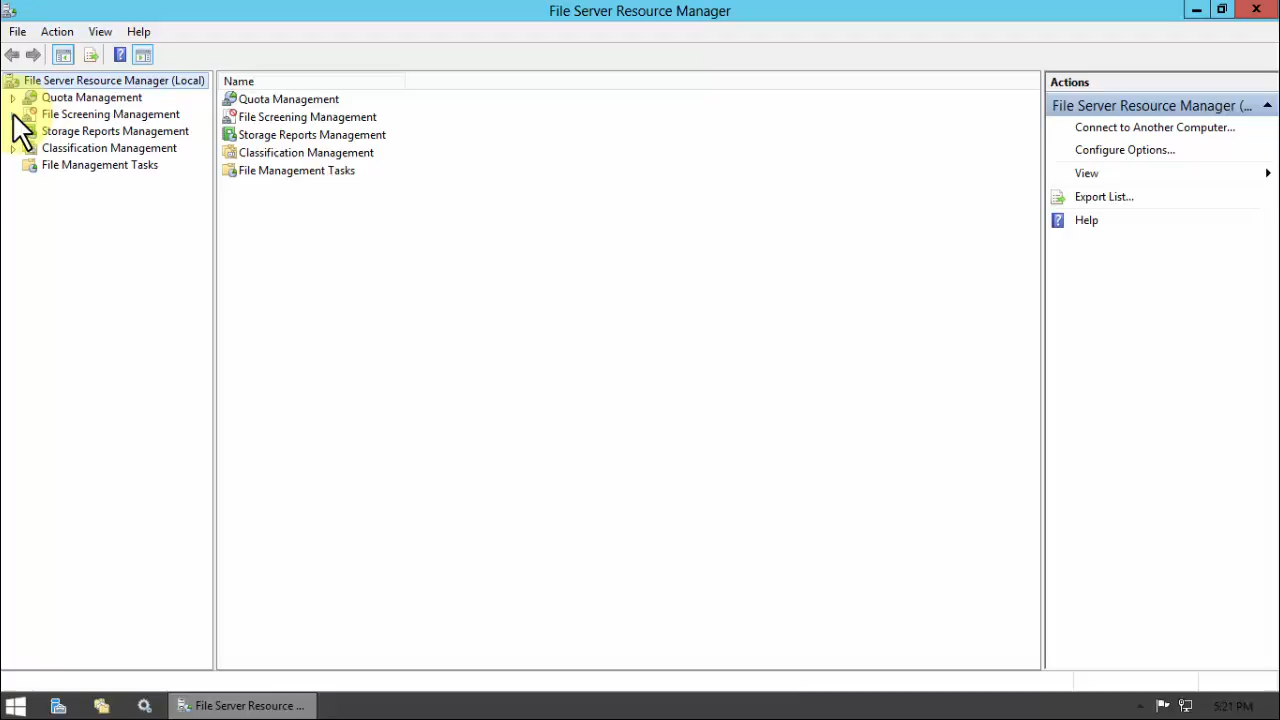 File Server Resource Manager
File Action View Help
File Server Resource Manager (Local)
Quota Management
File Screening Management
Storage Reports Management
Classification Management
File Management Tasks
Name
Quota Management
File Screening Management
Storage Reports Management
Classification Management
File Management Tasks
Actions
File Server Resource Manager (...
Connect to Another Computer...
Configure Options...
View
Export List...
Help
File Server Resource ...
5:21 PM